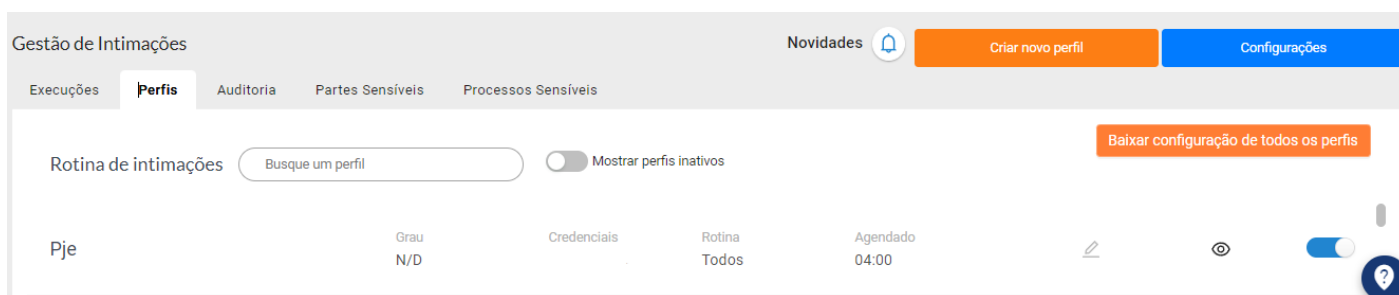 Gestão de Intimações
Novidades
Criar novo perfil
Configurações
Execuções Perfis Auditoria Partes Sensíveis Processos Sensíveis
Baixar configuração de todos os perfis
Rotina de intimações
Busque um perfil
Mostrar perfis inativos
Pje
Grau Credenciais Rotina Agendado
N/D Todos 04:00